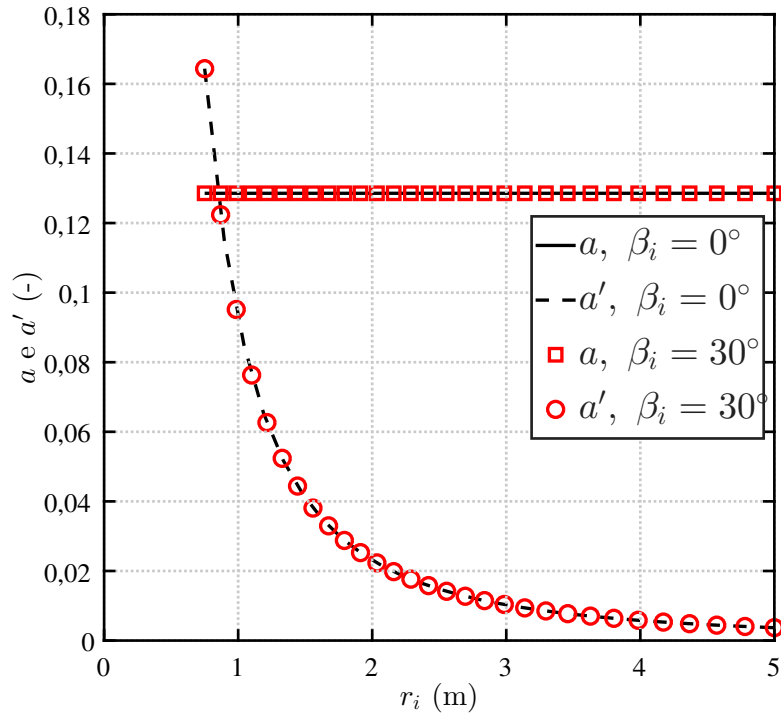 0,18
0,16
0,14
0,12
0,1
0,08
0,06
0,04
0,02
0
a e a′ (-)
a, β_i = 0°
a′, β_i = 0°
a, β_i = 30°
a′, β_i = 30°
0 1 2 3 4 5
r_i (m)